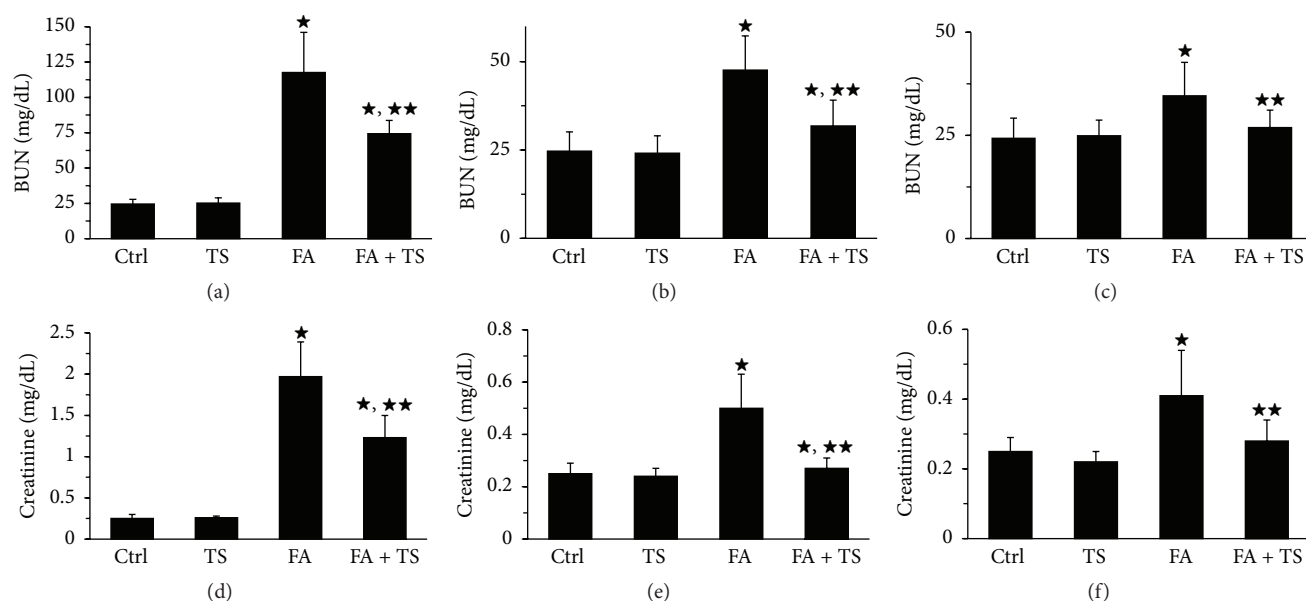 BUN (mg/dL)
150
125
100
75
50
25
0
★
★, ★★
Ctrl TS FA FA + TS
(a)
BUN (mg/dL)
50
25
0
★
★, ★★
Ctrl TS FA FA + TS
(b)
BUN (mg/dL)
50
25
0
★
★★
Ctrl TS FA FA + TS
(c)
Creatinine (mg/dL)
2.5
2
1.5
1
0.5
0
★
★, ★★
Ctrl TS FA FA + TS
(d)
Creatinine (mg/dL)
0.8
0.6
0.4
0.2
0
★
★, ★★
Ctrl TS FA FA + TS
(e)
Creatinine (mg/dL)
0.6
0.4
0.2
0
★
★★
Ctrl TS FA FA + TS
(f)